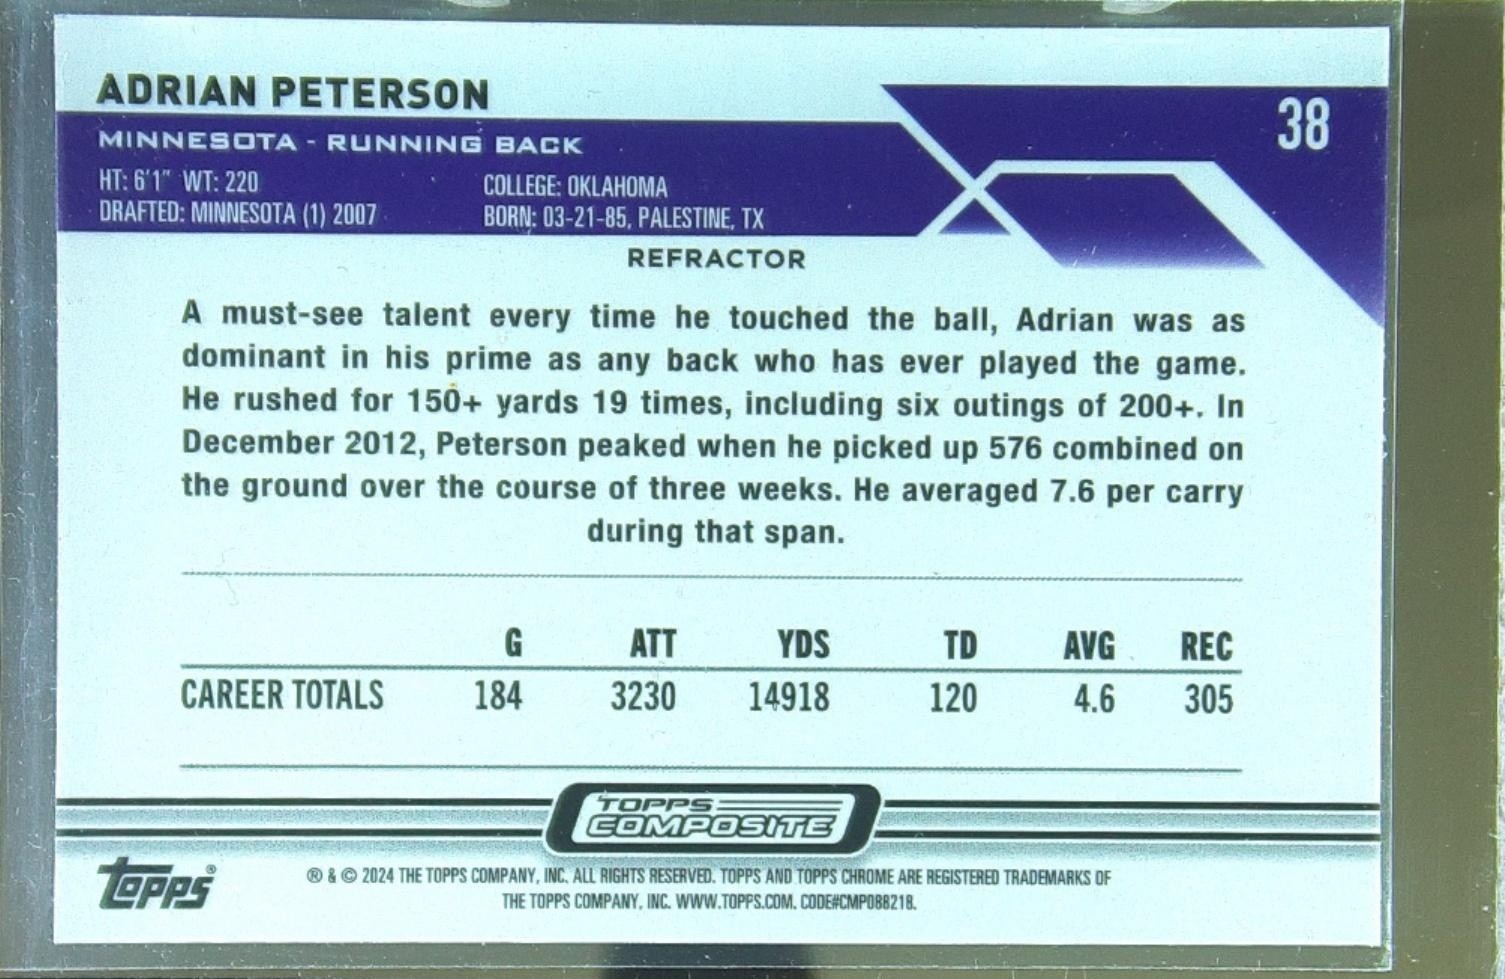 ADRIAN PETERSON
38
MINNESOTA - RUNNING BACK
HT: 6'1" WT: 220
COLLEGE: OKLAHOMA
DRAFTED: MINNESOTA (1) 2007
BORN: 03-21-85, PALESTINE, TX
REFRACTOR
A must-see talent every time he touched the ball, Adrian was as
dominant in his prime as any back who has ever played the game.
He rushed for 150+ yards 19 times, including six outings of 200+. In
December 2012, Peterson peaked when he picked up 576 combined on
the ground over the course of three weeks. He averaged 7.6 per carry
during that span.
G ATT YDS TD AVG REC
CAREER TOTALS 184 3230 14918 120 4.6 305
TOPPS
COMPOSITE
topps®
® & © 2024 THE TOPPS COMPANY, INC. ALL RIGHTS RESERVED. TOPPS AND TOPPS CHROME ARE REGISTERED TRADEMARKS OF
THE TOPPS COMPANY, INC. WWW.TOPPS.COM. CODE#CMP088218.